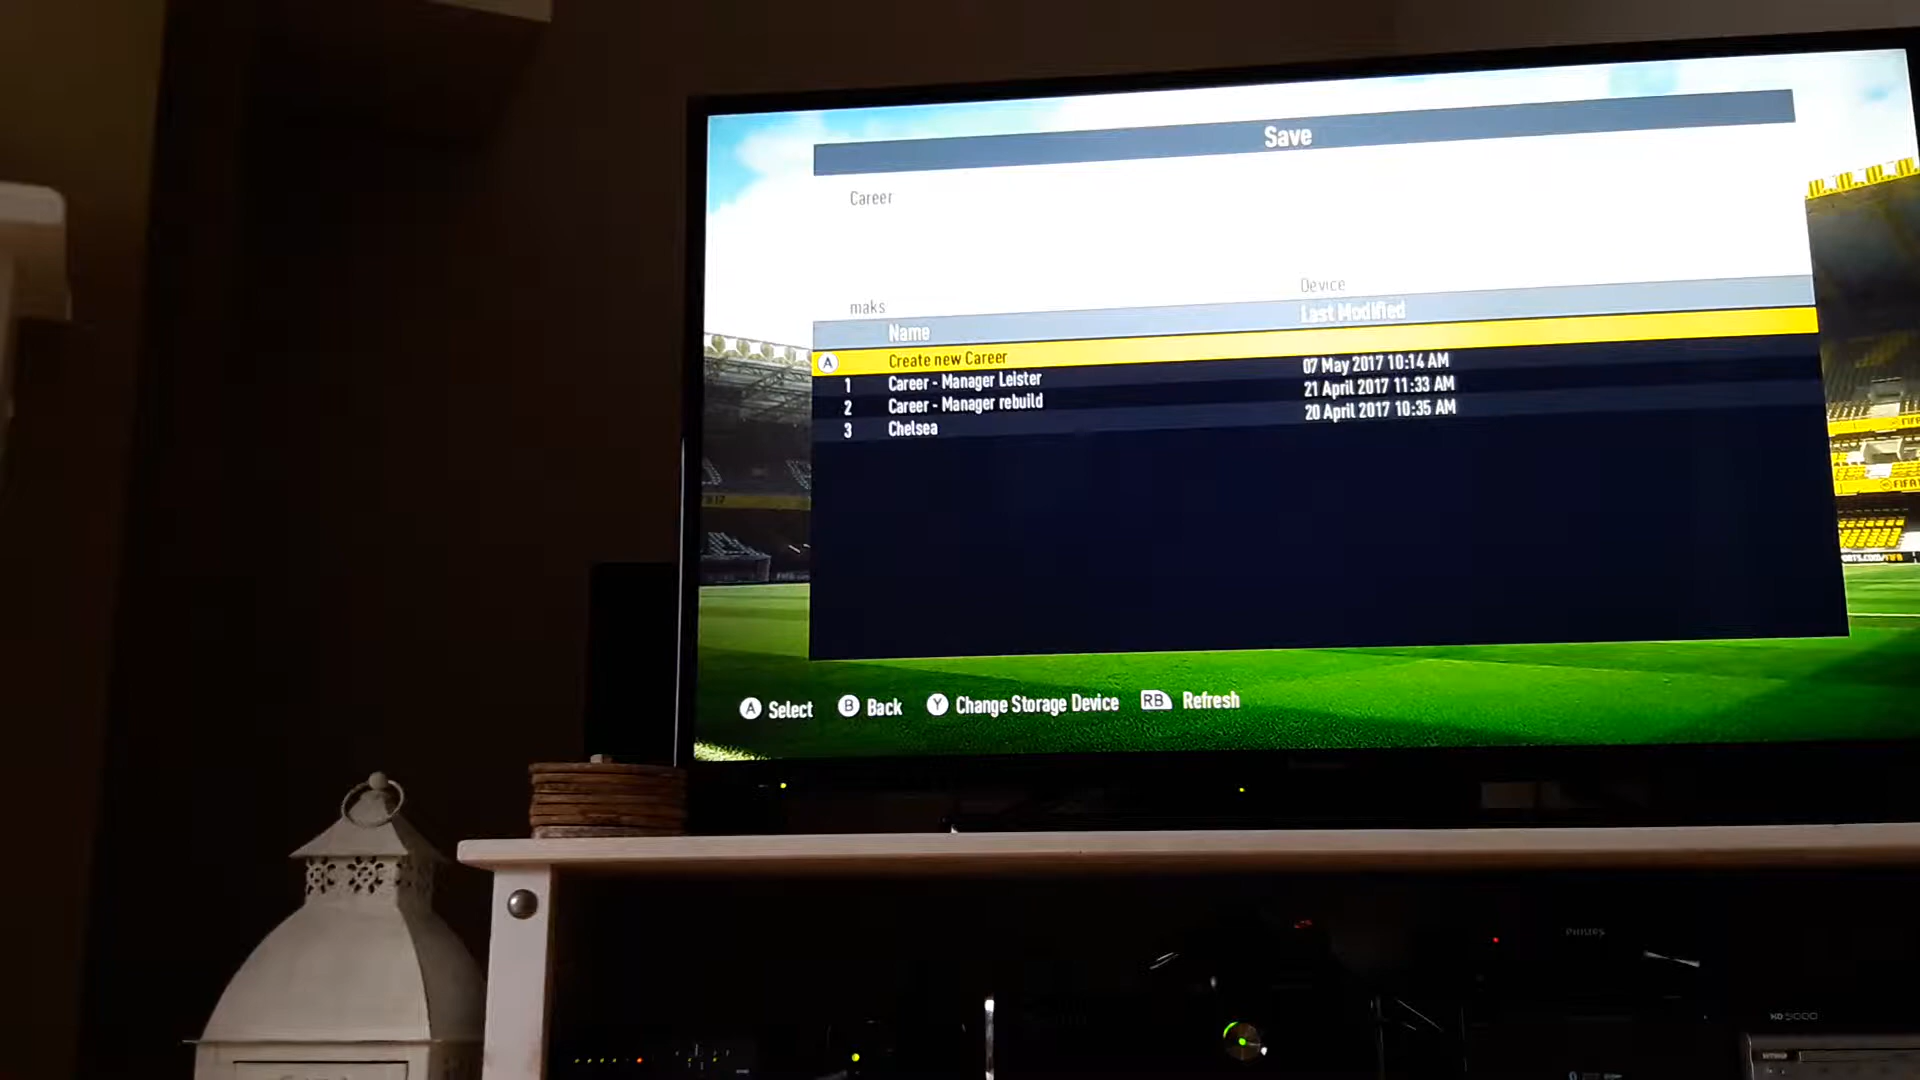 Save
Career
Device
maks
Name Last Modified
A Create new Career
1 Career - Manager Leister 07 May 2017 10:14 AM
2 Career - Manager rebuild 21 April 2017 11:33 AM
3 Chelsea 20 April 2017 10:35 AM
A Select B Back Y Change Storage Device RB Refresh
PHILIPS